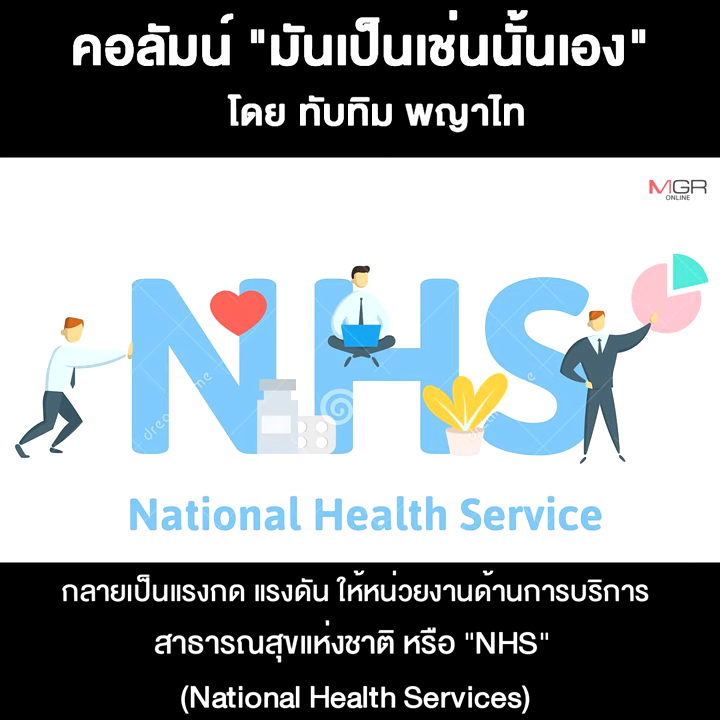 คอลัมน์ "มันเป็นเช่นนั้นเอง"
โดย ทับทิม พญาไท
MGR
ONLINE
NHS
National Health Service
กลายเป็นแรงกด แรงดัน ให้หน่วยงานด้านการบริการ
สาธารณสุขแห่งชาติ หรือ "NHS"
(National Health Services)